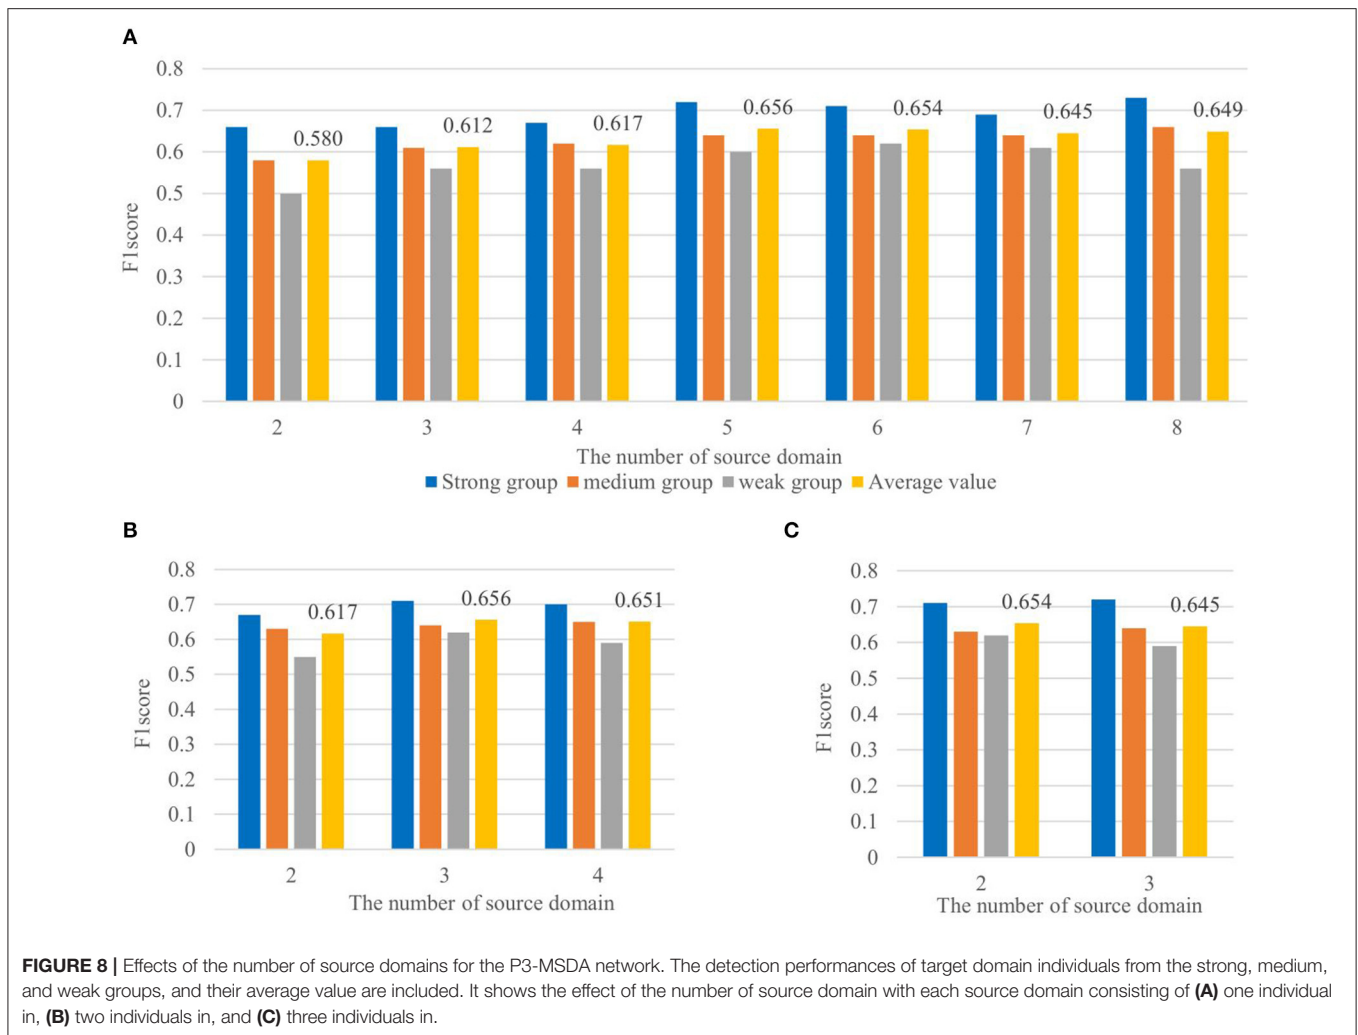 A
0.8
0.7
0.6
0.5
0.4
0.3
0.2
0.1
0
F1score
0.580
0.612
0.617
0.656
0.654
0.645
0.649
2 3 4 5 6 7 8
The number of source domain
Strong group medium group weak group Average value
B
0.8
0.7
0.6
0.5
0.4
0.3
0.2
0.1
0
F1score
0.617
0.656
0.651
2 3 4
The number of source domain
C
0.8
0.7
0.6
0.5
0.4
0.3
0.2
0.1
0
F1score
0.654
0.645
2 3
The number of source domain
FIGURE 8 | Effects of the number of source domains for the P3-MSDA network. The detection performances of target domain individuals from the strong, medium,
and weak groups, and their average value are included. It shows the effect of the number of source domain with each source domain consisting of (A) one individual
in, (B) two individuals in, and (C) three individuals in.